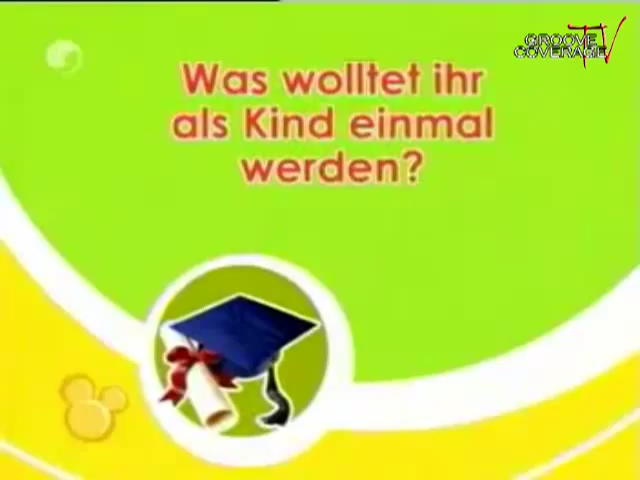 GROOVE TV
COVERAGE
Was wolltet ihr
als Kind einmal
werden?